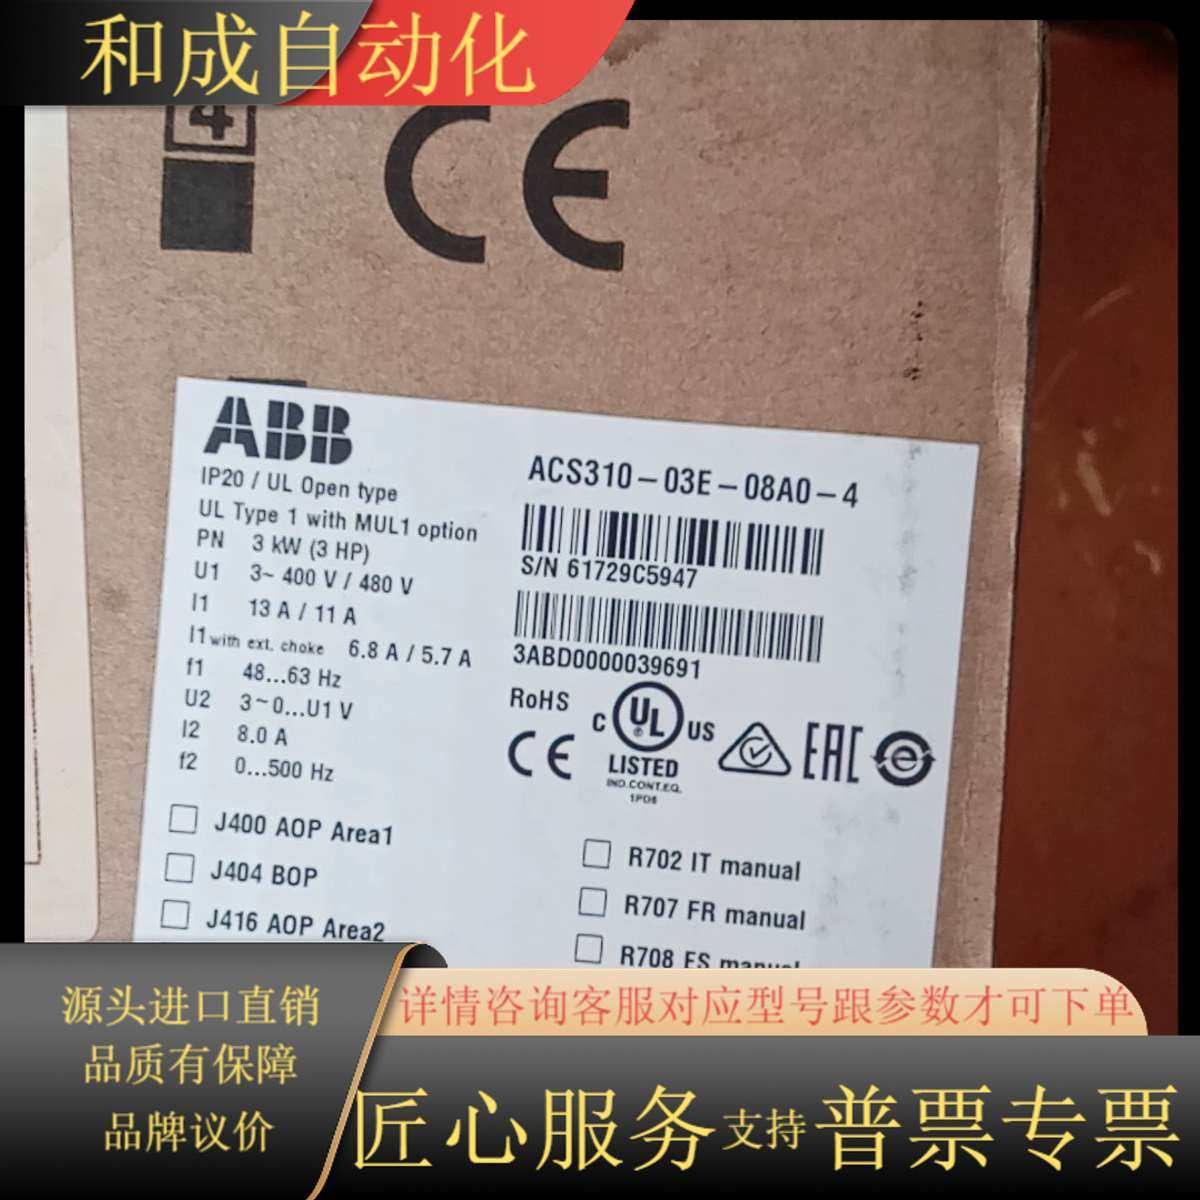 和成自动化
4
CE
ABB
IP20 / UL Open type
UL Type 1 with MUL1 option
PN 3 kW (3 HP)
U1 3~ 400 V / 480 V
I1 13 A / 11 A
I1 with ext. choke 6.8 A / 5.7 A
f1 48...63 Hz
U2 3~0...U1 V
I2 8.0 A
f2 0...500 Hz
ACS310-03E-08A0-4
S/N 61729C5947
3ABD0000039691
RoHS
CE
C UL ® US
LISTED
IND.CONT.EQ.
1PD6
EAC
e
J400 AOP Area1
J404 BOP
J416 AOP Area2
R702 IT manual
R707 FR manual
R708 ES manual
源头进口直销
品质有保障
品牌议价
详情咨询客服对应型号跟参数才可下单
匠心服务支持普票专票